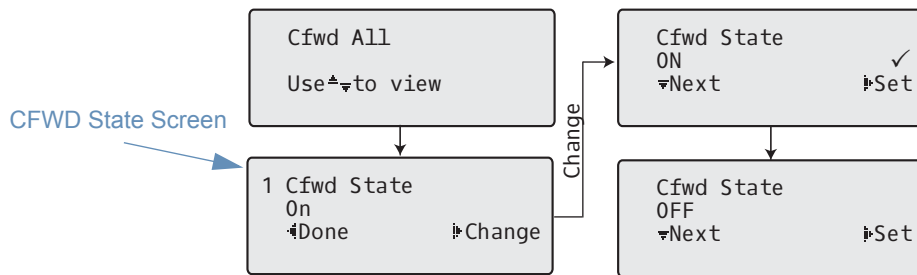 Cfwd All
Use▲▼to view
CFWD State Screen
1 Cfwd State
On
◀Done ▶Change
Change
Cfwd State
ON ✓
▼Next ▶Set
Cfwd State
OFF
▼Next ▶Set